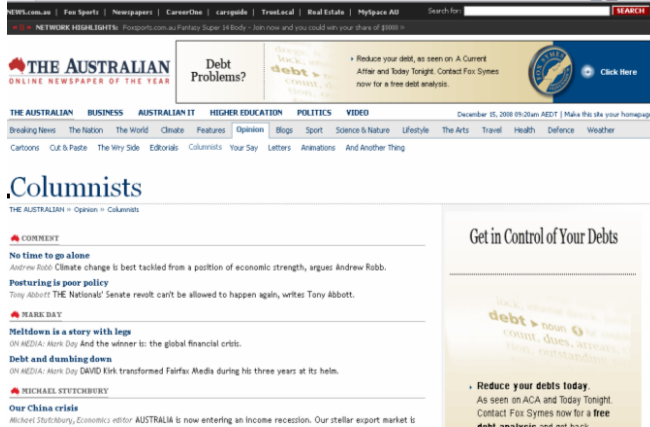 NEWS.com.au | Fox Sports | Newspapers | CareerOne | carsguide | TrueLocal | Real Estate | MySpace AU Search for: SEARCH
NETWORK HIGHLIGHTS: Foxsports.com.au Fantasy Super 14 Body - Join now and you could win your share of
THE AUSTRALIAN
ONLINE NEWSPAPER OF THE YEAR
Debt
Problems?
debt
Reduce your debt, as seen on A Current
Affair and Today Tonight. Contact Fox Symes
now for a free debt analysis.
FOX SYMES
Click Here
THE AUSTRALIAN BUSINESS AUSTRALIAN IT HIGHER EDUCATION POLITICS VIDEO December 15, 2008 09:20am AEDT | Make this site your homepage
Breaking News The Nation The World Climate Features Opinion Blogs Sport Science & Nature Lifestyle The Arts Travel Health Defence Weather
Cartoons Cut & Paste The Wry Side Editorials Columnists Your Say Letters Animations And Another Thing
Columnists
THE AUSTRALIAN » Opinion » Columnists
COMMENT
No time to go alone
Andrew Robb Climate change is best tackled from a position of economic strength, argues Andrew Robb.
Posturing is poor policy
Tony Abbott THE Nationals' Senate revolt can't be allowed to happen again, writes Tony Abbott.
MARK DAY
Meltdown is a story with legs
ON MEDIA: Mark Day And the winner is: the global financial crisis.
Debt and dumbing down
ON MEDIA: Mark Day DAVID Kirk transformed Fairfax Media during his three years at its helm.
MICHAEL STUTCHBURY
Our China crisis
Michael Stutchbury, Economics editor AUSTRALIA is now entering an income recession. Our stellar export market is
Get in Control of Your Debts
debt noun
count, dues, arrears,
Reduce your debts today.
As seen on ACA and Today Tonight.
Contact Fox Symes now for a free
debt analysis and get back